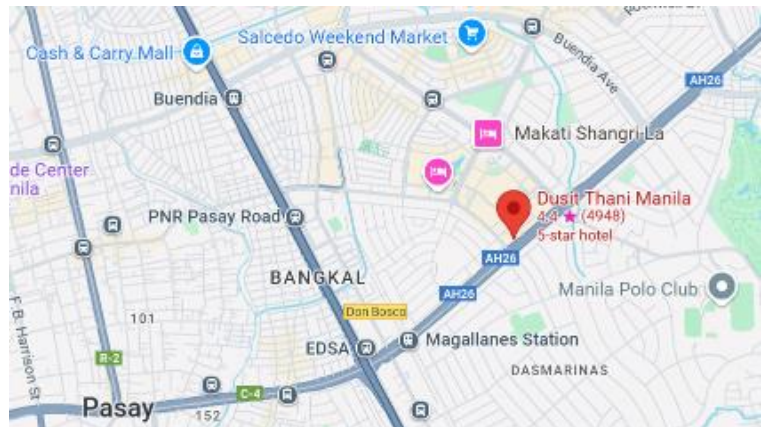 Salcedo Weekend Market
Cash & Carry Mall
Buendia Ave
AH26
Buendia
Makati Shangri-La
de Center
nila
Dusit Thani Manila
4.4 ★ (4948)
5-star hotel
PNR Pasay Road
AH26
BANGKAL
AH26
Manila Polo Club
Don Bosco
101
F.B. Harrison St
EDSA
Magallanes Station
R-2
DASMARINAS
C-4
Pasay
152